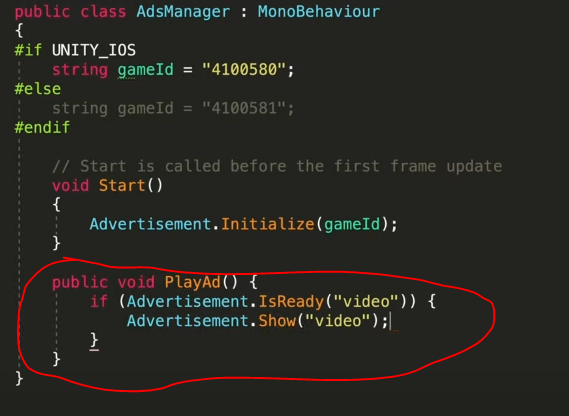 public class AdsManager : MonoBehaviour
{
#if UNITY_IOS
string gameId = "4100580";
#else
string gameId = "4100581";
#endif
// Start is called before the first frame update
void Start()
{
Advertisement.Initialize(gameId);
}
public void PlayAd() {
if (Advertisement.IsReady("video")) {
Advertisement.Show("video");
}
}
}